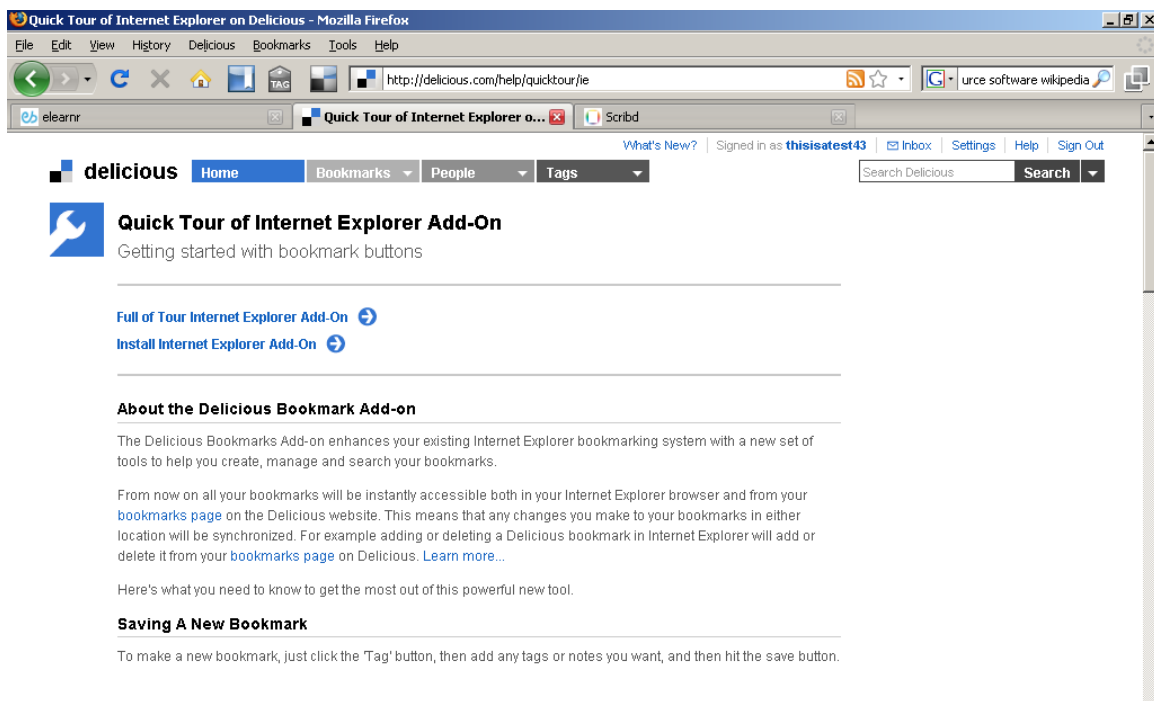 Quick Tour of Internet Explorer on Delicious - Mozilla Firefox
File Edit View History Delicious Bookmarks Tools Help
TAG http://delicious.com/help/quicktour/ie G urce software wikipedia
eb elearnr Quick Tour of Internet Explorer o... Scribd
What's New? Signed in as thisisatest43 Inbox Settings Help Sign Out
delicious Home Bookmarks People Tags Search Delicious Search
Quick Tour of Internet Explorer Add-On
Getting started with bookmark buttons
Full of Tour Internet Explorer Add-On
Install Internet Explorer Add-On
About the Delicious Bookmark Add-on
The Delicious Bookmarks Add-on enhances your existing Internet Explorer bookmarking system with a new set of
tools to help you create, manage and search your bookmarks.
From now on all your bookmarks will be instantly accessible both in your Internet Explorer browser and from your
bookmarks page on the Delicious website. This means that any changes you make to your bookmarks in either
location will be synchronized. For example adding or deleting a Delicious bookmark in Internet Explorer will add or
delete it from your bookmarks page on Delicious. Learn more...
Here's what you need to know to get the most out of this powerful new tool.
Saving A New Bookmark
To make a new bookmark, just click the 'Tag' button, then add any tags or notes you want, and then hit the save button.